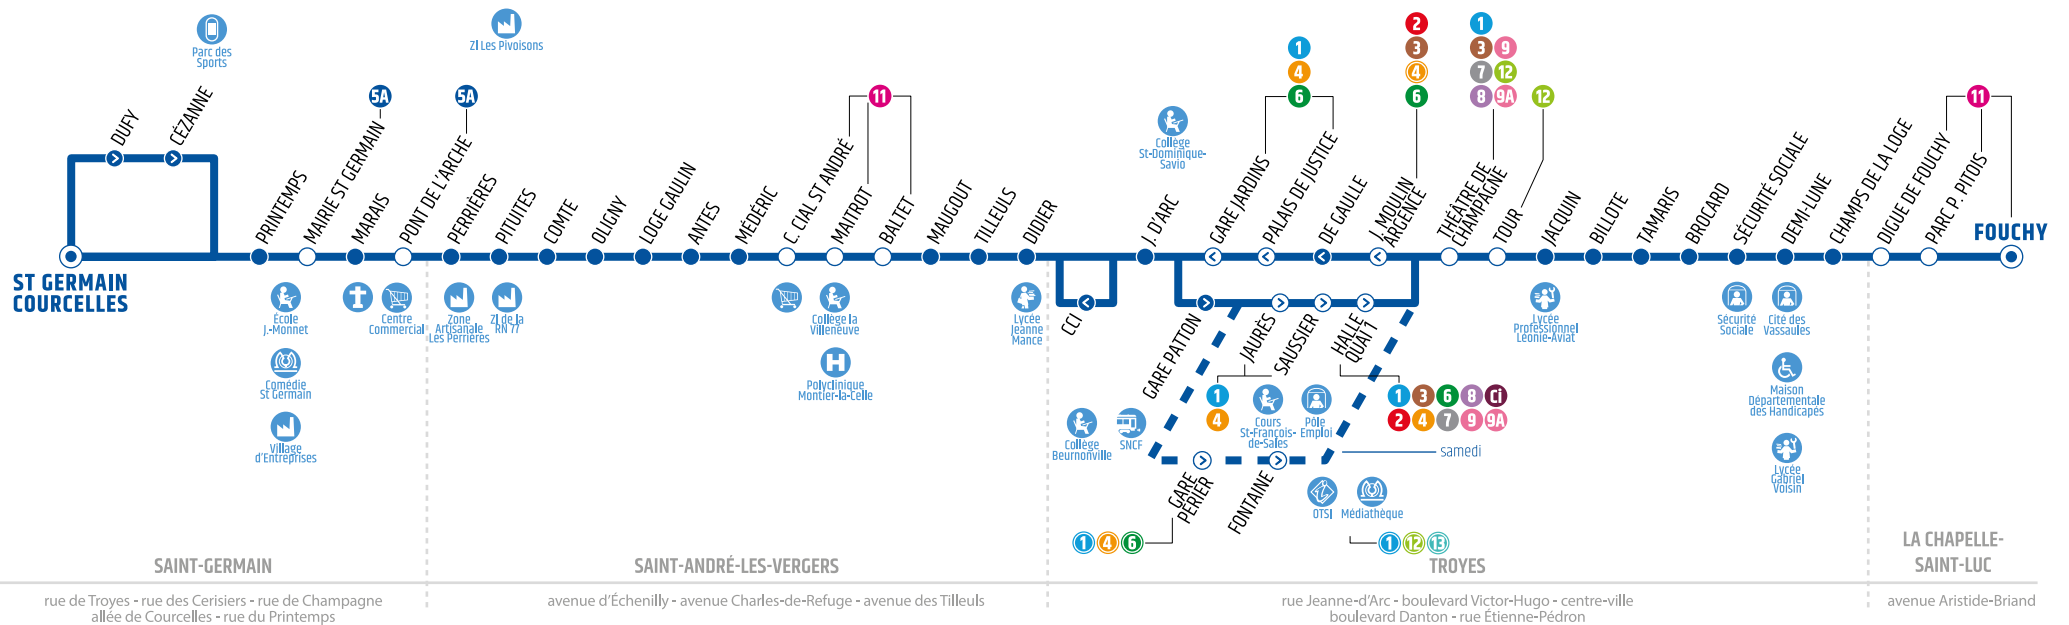 Parc des
Sports
ZI Les Pivoisons
5A
5A
11
1
4
6
2
3
4
6
1
3 9
7 12
8 9A
12
11
Collège
St-Dominique-
Savio
DUFY
CÉZANNE
PRINTEMPS
MAIRIE ST GERMAIN
MARAIS
PONT DE L'ARCHE
PERRIÈRES
PITUITES
COMTE
OLIGNY
LOGE GAULIN
ANTES
MÉDÉRIC
C. CIAL ST ANDRÉ
MAITROT
BALTET
MAUGOUT
TILLEULS
DIDIER
J. D'ARC
GARE JARDINS
PALAIS DE JUSTICE
DE GAULLE
J. MOULIN
ARGENCE
THÉÂTRE DE
CHAMPAGNE
TOUR
JACQUIN
BILLOTE
TAMARIS
BROCARD
SÉCURITÉ SOCIALE
DEMI-LUNE
CHAMPS DE LA LOGE
DIGUE DE FOUCHY
PARC P. PITOIS
FOUCHY
ST GERMAIN
COURCELLES
École
J.-Monnet
Comédie
St Germain
Village
d'Entreprises
Centre
Commercial
Zone
Artisanale
Les Perrières
ZI de la
RN 77
Collège la
Villeneuve
H
Polyclinique
Montier-la-Celle
Lycée
Jeanne
Mance
CCI
GARE PATTON
JAURÈS
SAUSSIER
HALLE
QUAI 1
1
4
Cours
St-François-
de-Sales
Pôle
Emploi
1 3 6 8 Ci
2 4 7 9 9A
Collège
Beurnonville
SNCF
samedi
GARE
PÉRIER
FONTAINE
OTSI
Médiathèque
1 4 6
1 12 13
Lycée
Professionnel
Léonie-Aviat
Sécurité
Sociale
Cité des
Vassaules
Maison
Départementale
des Handicapés
Lycée
Gabriel
Voisin
SAINT-GERMAIN
SAINT-ANDRÉ-LES-VERGERS
TROYES
LA CHAPELLE-
SAINT-LUC
rue de Troyes - rue des Cerisiers - rue de Champagne
allée de Courcelles - rue du Printemps
avenue d'Échenilly - avenue Charles-de-Refuge - avenue des Tilleuls
rue Jeanne-d'Arc - boulevard Victor-Hugo - centre-ville
boulevard Danton - rue Étienne-Pédron
avenue Aristide-Briand